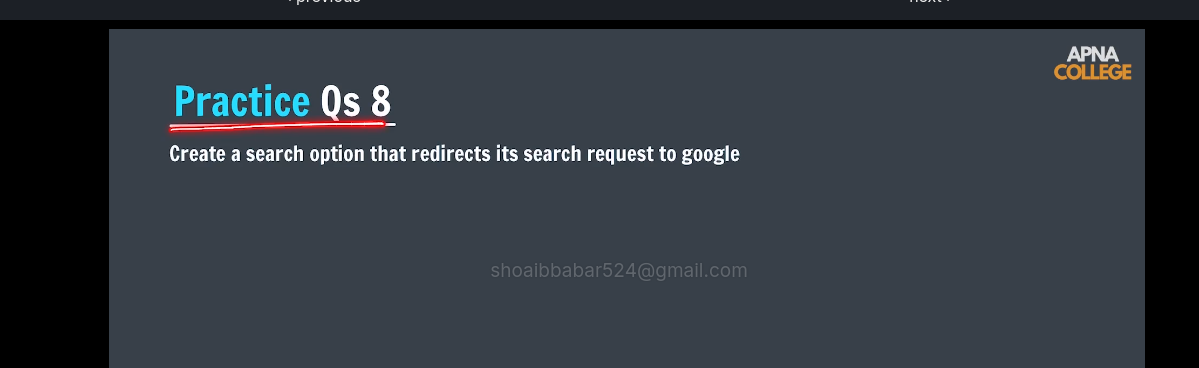 previous
next
APNA
COLLEGE
Practice Qs 8
Create a search option that redirects its search request to google
shoaibbabar524@gmail.com